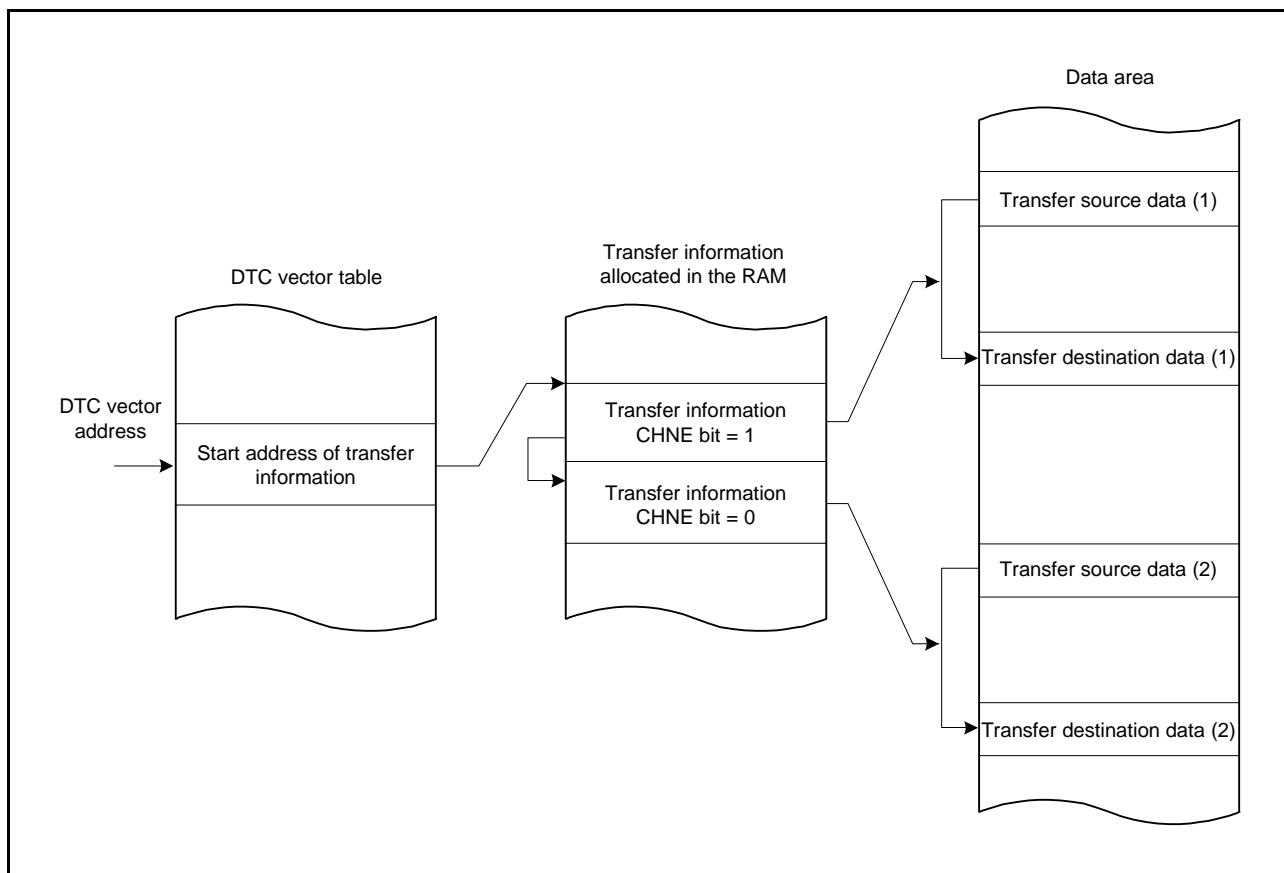 Data area
Transfer source data (1)
Transfer information
allocated in the RAM
DTC vector table
Transfer destination data (1)
DTC vector
address
Transfer information
CHNE bit = 1
Start address of transfer
information
Transfer information
CHNE bit = 0
Transfer source data (2)
Transfer destination data (2)